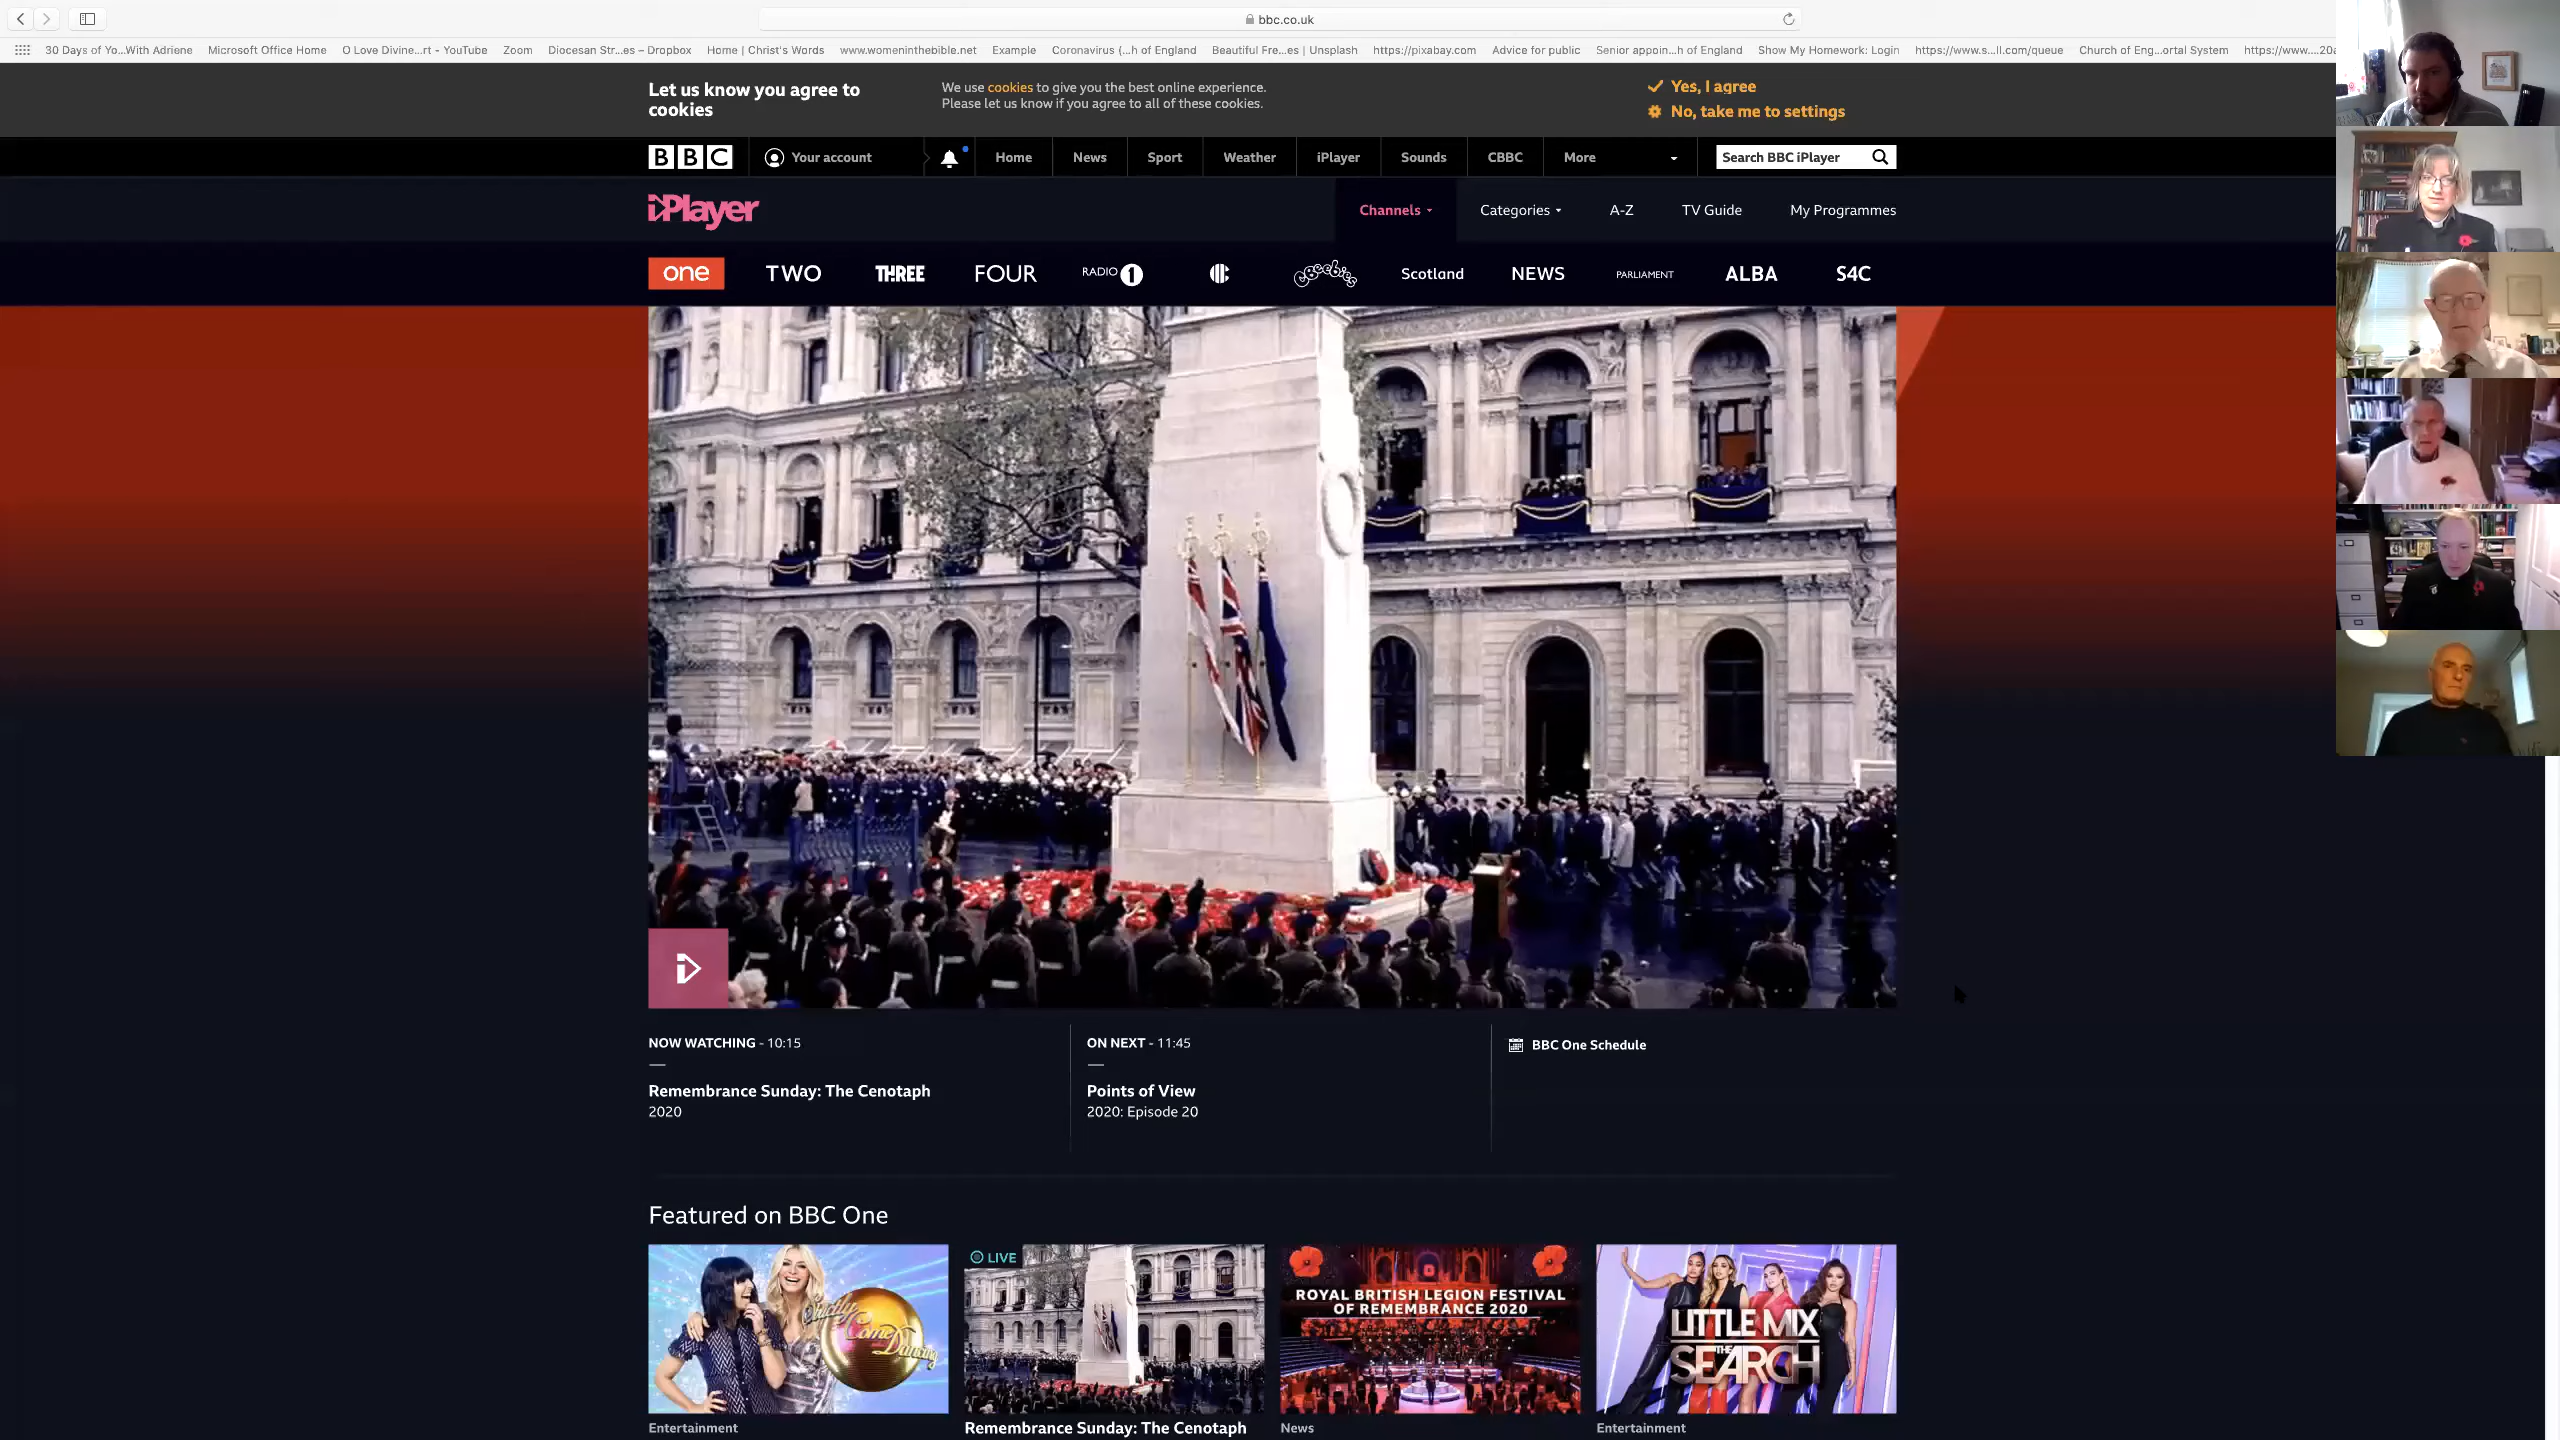 bbc.co.uk
30 Days of Yo...With Adriene
Microsoft Office Home
O Love Divine...rt - YouTube
Zoom
Diocesan Str...es – Dropbox
Home | Christ's Words
www.womeninthebible.net
Example
Coronavirus (...h of England
Beautiful Fre...es | Unsplash
https://pixabay.com
Advice for public
Senior appoin...h of England
Show My Homework: Login
https://www.s...ll.com/queue
Church of Eng...ortal System
https://www....20a
Let us know you agree to
cookies
We use cookies to give you the best online experience.
Please let us know if you agree to all of these cookies.
Yes, I agree
No, take me to settings
BBC
Your account
Home
News
Sport
Weather
iPlayer
Sounds
CBBC
More
Search BBC iPlayer
iPlayer
Channels
Categories
A-Z
TV Guide
My Programmes
one
TWO
THREE
FOUR
RADIO 1
CBeebies
Scotland
NEWS
PARLIAMENT
ALBA
S4C
NOW WATCHING - 10:15
Remembrance Sunday: The Cenotaph
2020
ON NEXT - 11:45
Points of View
2020: Episode 20
BBC One Schedule
Featured on BBC One
Strictly
Come
Dancing
LIVE
ROYAL BRITISH LEGION FESTIVAL
OF REMEMBRANCE 2020
LITTLE MIX
THE
SEARCH
Entertainment
Remembrance Sunday: The Cenotaph
News
Entertainment